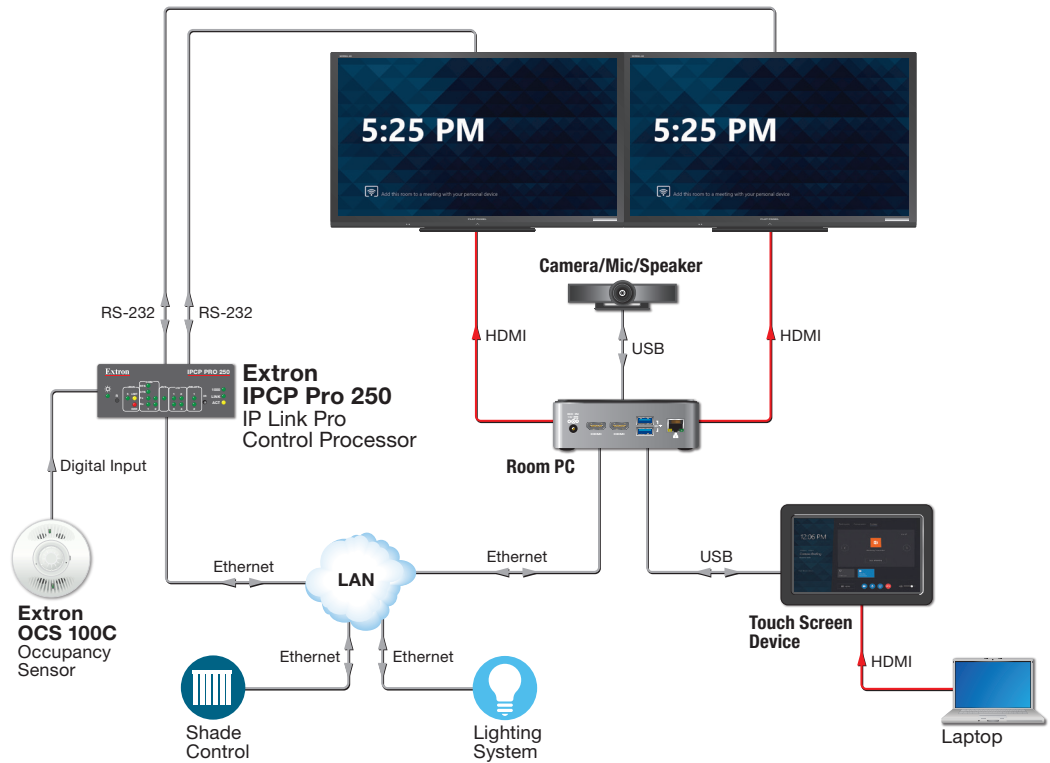 5:25 PM
Add this room to a meeting with your personal device
5:25 PM
Add this room to a meeting with your personal device
Camera/Mic/Speaker
RS-232
RS-232
HDMI
USB
HDMI
Extron
IPCP PRO 250
LINK
ACT
Extron
IPCP Pro 250
IP Link Pro
Control Processor
Digital Input
Room PC
12:06 PM
Ethernet
LAN
Ethernet
USB
Extron
OCS 100C
Occupancy
Sensor
Touch Screen
Device
Ethernet
Ethernet
HDMI
Shade
Control
Lighting
System
Laptop